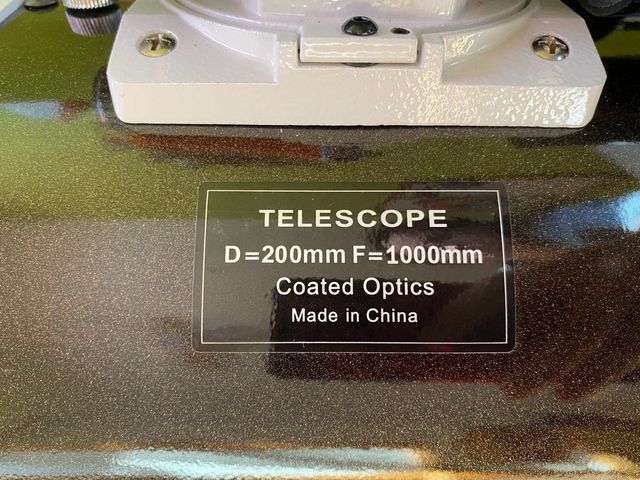 TELESCOPE
D=200mm F=1000mm
Coated Optics
Made in China